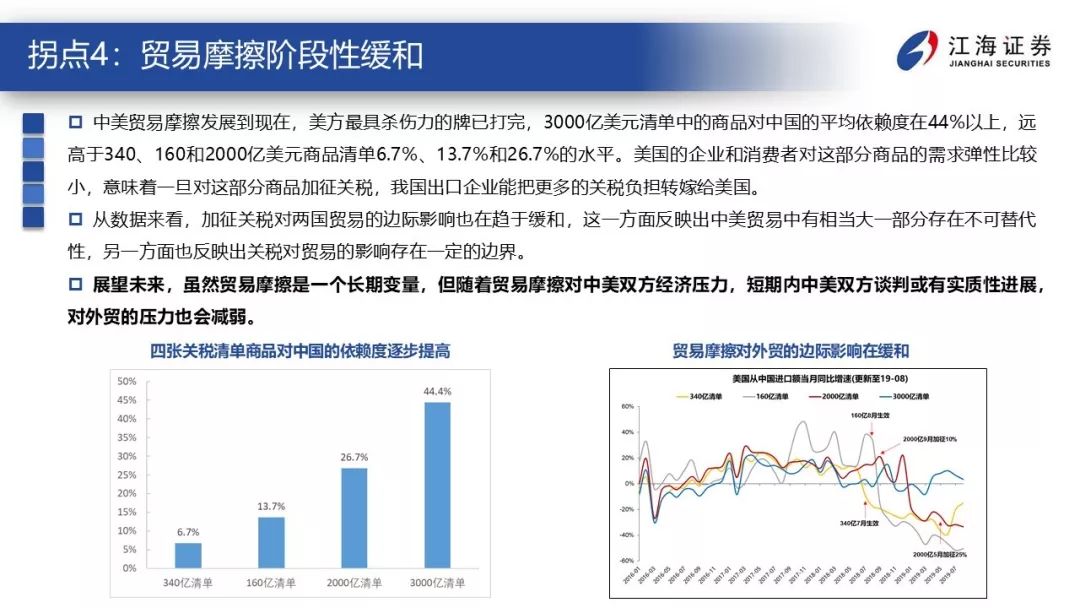 拐点4：贸易摩擦阶段性缓和
江海证券
JIANGHAI SECURITIES
中美贸易摩擦发展到现在，美方最具杀伤力的牌已打完，3000亿美元清单中的商品对中国的平均依赖度在44%以上，远
高于340、160和2000亿美元商品清单6.7%、13.7%和26.7%的水平。美国的企业和消费者对这部分商品的需求弹性比较
小，意味着一旦对这部分商品加征关税，我国出口企业能把更多的关税负担转嫁给美国。
从数据来看，加征关税对两国贸易的边际影响也在趋于缓和，这一方面反映出中美贸易中有相当大一部分存在不可替代
性，另一方面也反映出关税对贸易的影响存在一定的边界。
展望未来，虽然贸易摩擦是一个长期变量，但随着贸易摩擦对中美双方经济压力，短期内中美双方谈判或有实质性进展，
对外贸的压力也会减弱。
四张关税清单商品对中国的依赖度逐步提高
50%
45%
40%
35%
30%
25%
20%
15%
10%
5%
0%
6.7%
13.7%
26.7%
44.4%
340亿清单
160亿清单
2000亿清单
3000亿清单
贸易摩擦对外贸的边际影响在缓和
美国从中国进口额当月同比增速(更新至19-08)
340亿清单
160亿清单
2000亿清单
3000亿清单
60%
40%
20%
0%
-20%
-40%
-60%
160亿8月生效
2000亿9月加征10%
340亿7月生效
2000亿5月加征25%
2016-01
2016-03
2016-05
2016-07
2016-09
2016-11
2017-01
2017-03
2017-05
2017-07
2017-09
2017-11
2018-01
2018-03
2018-05
2018-07
2018-09
2018-11
2019-01
2019-03
2019-05
2019-07